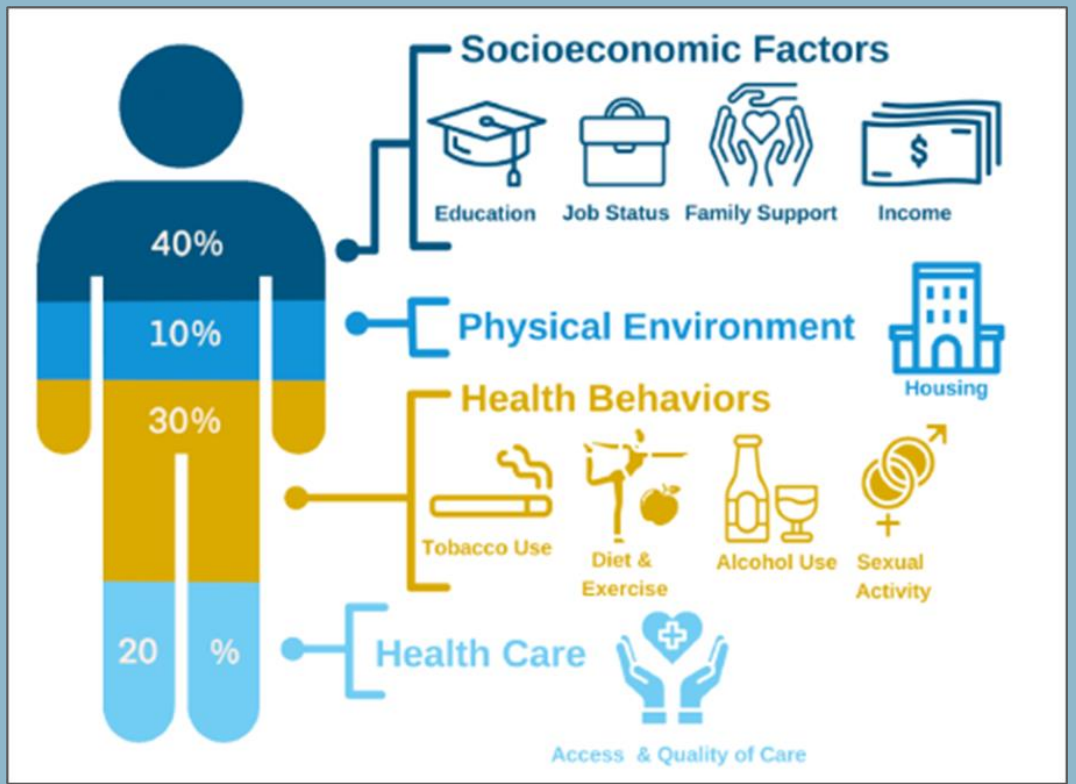 Socioeconomic Factors
$
Education Job Status Family Support Income
40%
10%
Physical Environment
Housing
30%
Health Behaviors
Tobacco Use
Diet &
Exercise
Alcohol Use
Sexual
Activity
20 %
Health Care
Access & Quality of Care